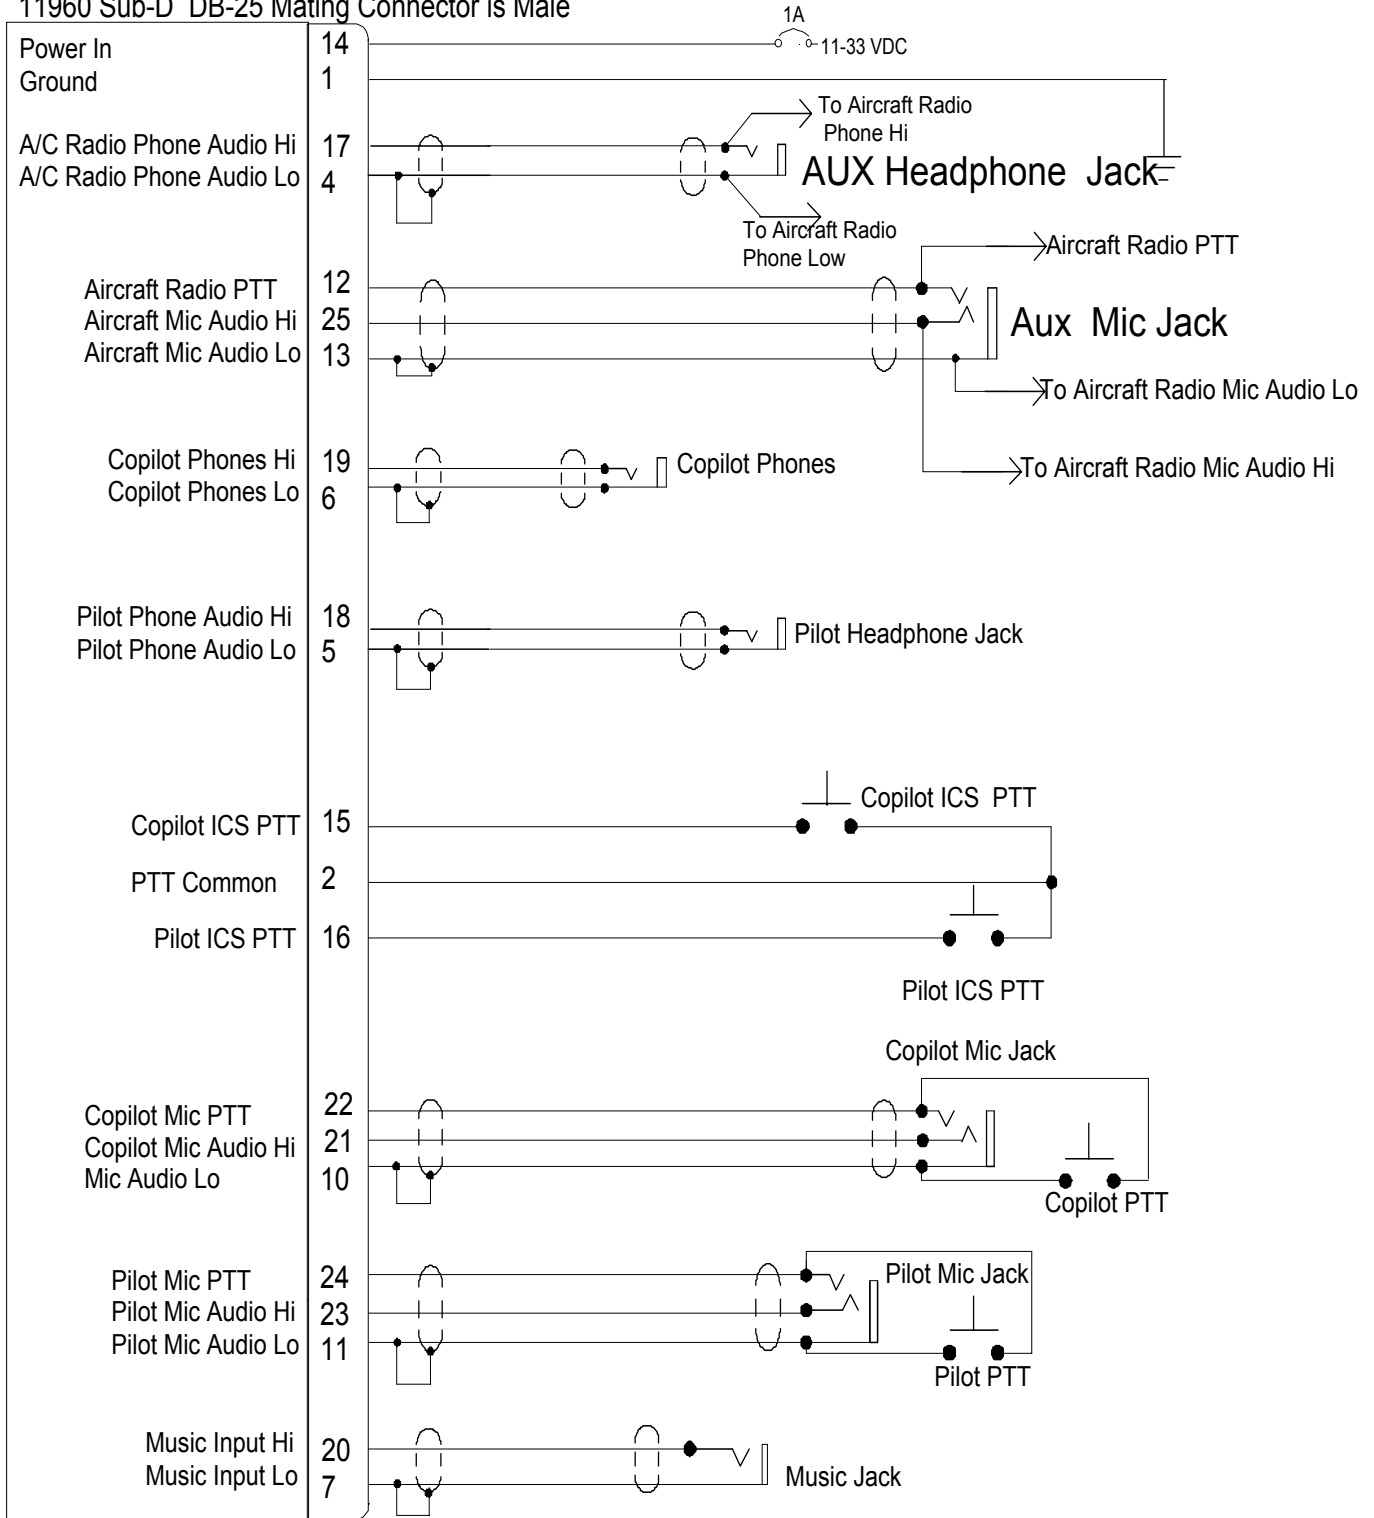 11960 Sub-D DB-25 Mating Connector is Male
1A
Power In 14 11-33 VDC
Ground 1
To Aircraft Radio
Phone Hi
A/C Radio Phone Audio Hi 17
A/C Radio Phone Audio Lo 4 AUX Headphone Jack
To Aircraft Radio
Phone Low
Aircraft Radio PTT
Aircraft Radio PTT 12
Aircraft Mic Audio Hi 25 Aux Mic Jack
Aircraft Mic Audio Lo 13
To Aircraft Radio Mic Audio Lo
Copilot Phones Hi 19 Copilot Phones To Aircraft Radio Mic Audio Hi
Copilot Phones Lo 6
Pilot Phone Audio Hi 18 Pilot Headphone Jack
Pilot Phone Audio Lo 5
Copilot ICS PTT
Copilot ICS PTT 15
PTT Common 2
Pilot ICS PTT 16
Pilot ICS PTT
Copilot Mic Jack
Copilot Mic PTT 22
Copilot Mic Audio Hi 21
Mic Audio Lo 10
Copilot PTT
Pilot Mic PTT 24 Pilot Mic Jack
Pilot Mic Audio Hi 23
Pilot Mic Audio Lo 11
Pilot PTT
Music Input Hi 20
Music Input Lo 7 Music Jack